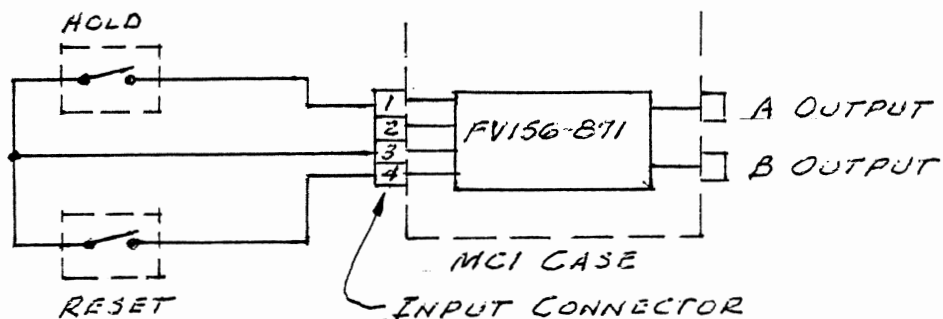 HOLD
1
2
3
4
FV156-871
A OUTPUT
B OUTPUT
MCI CASE
RESET
INPUT CONNECTOR